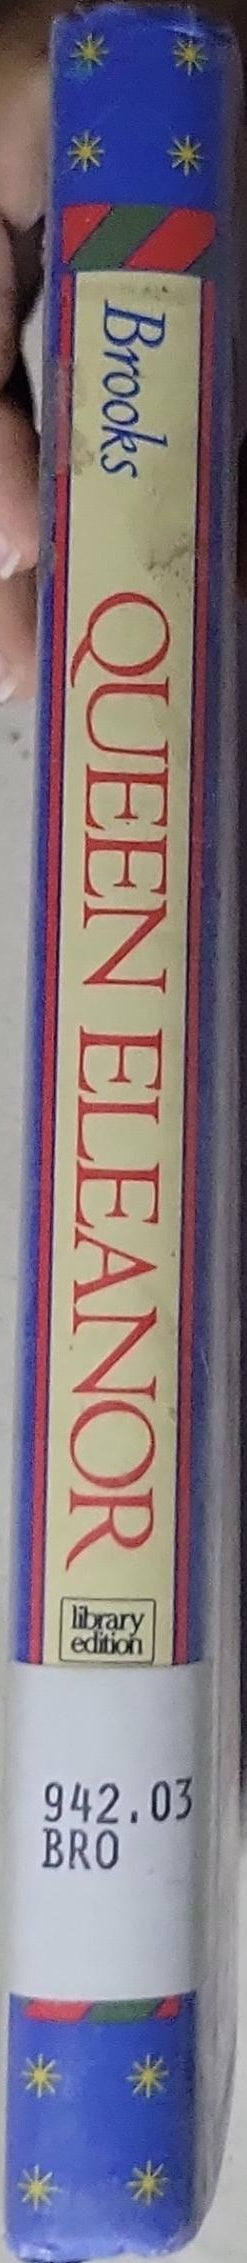 Brooks
QUEEN ELEANOR
library
edition
942.03
BRO